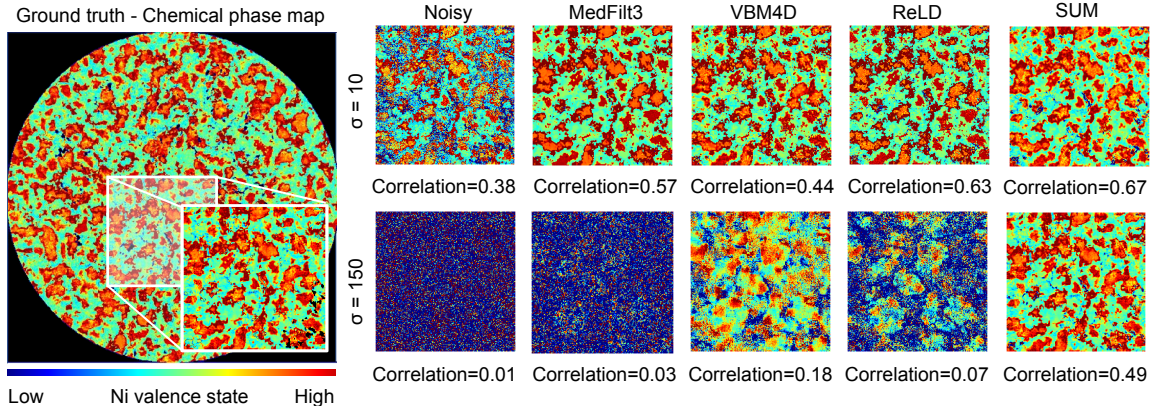 Ground truth - Chemical phase map
Noisy MedFilt3 VBM4D ReLD SUM
σ = 10
Correlation=0.38 Correlation=0.57 Correlation=0.44 Correlation=0.63 Correlation=0.67
σ = 150
Correlation=0.01 Correlation=0.03 Correlation=0.18 Correlation=0.07 Correlation=0.49
Low Ni valence state High